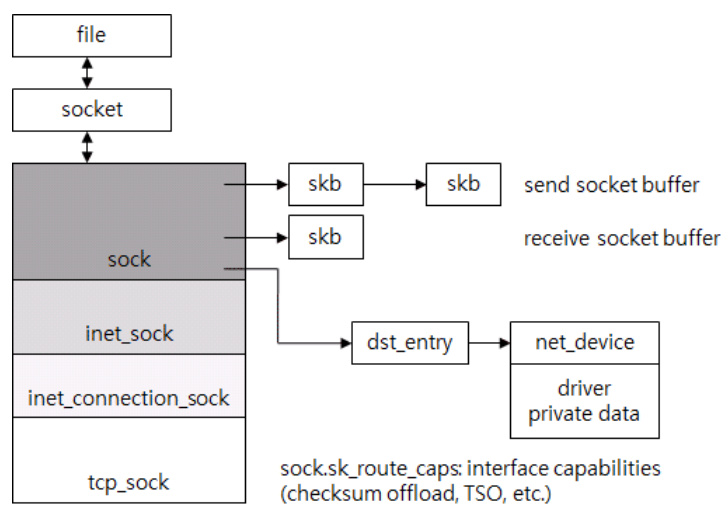 file
socket
skb
skb
send socket buffer
skb
receive socket buffer
sock
inet_sock
dst_entry
net_device
driver
private data
inet_connection_sock
tcp_sock
sock.sk_route_caps: interface capabilities
(checksum offload, TSO, etc.)